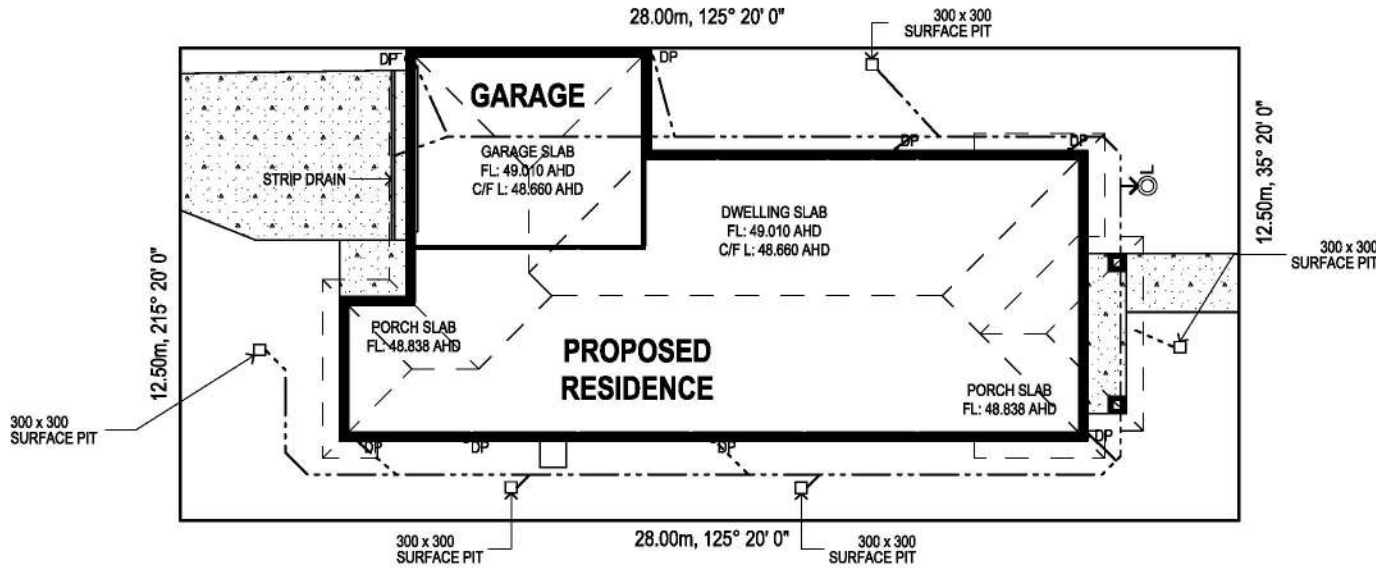 28.00m, 125° 20' 0"
300 x 300
SURFACE PIT
DP
DP
GARAGE
GARAGE SLAB
FL: 49.010 AHD
C/F L: 48.660 AHD
STRIP DRAIN
DP
DP
OL
12.50m, 35° 20' 0"
DWELLING SLAB
FL: 49.010 AHD
C/F L: 48.660 AHD
300 x 300
SURFACE PIT
12.50m, 215° 20' 0"
PORCH SLAB
FL: 48.838 AHD
PROPOSED
RESIDENCE
PORCH SLAB
FL: 48.838 AHD
300 x 300
SURFACE PIT
DP
DP
DP
DP
300 x 300
SURFACE PIT
28.00m, 125° 20' 0"
300 x 300
SURFACE PIT